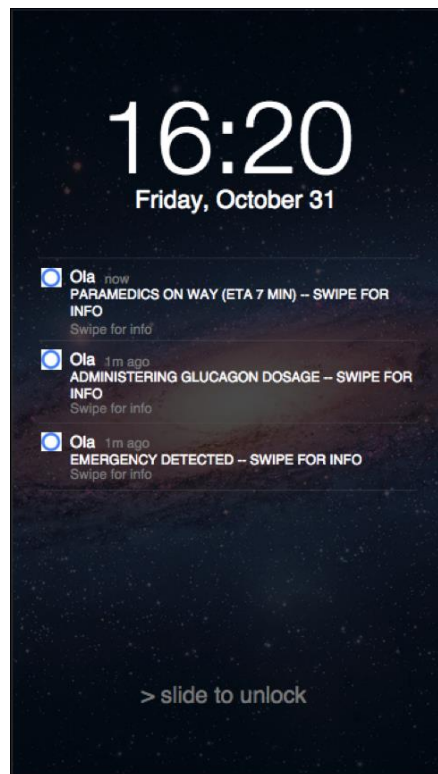 16:20
Friday, October 31
Ola now
PARAMEDICS ON WAY (ETA 7 MIN) -- SWIPE FOR
INFO
Swipe for info
Ola 1m ago
ADMINISTERING GLUCAGON DOSAGE -- SWIPE FOR
INFO
Swipe for info
Ola 1m ago
EMERGENCY DETECTED -- SWIPE FOR INFO
Swipe for info
> slide to unlock